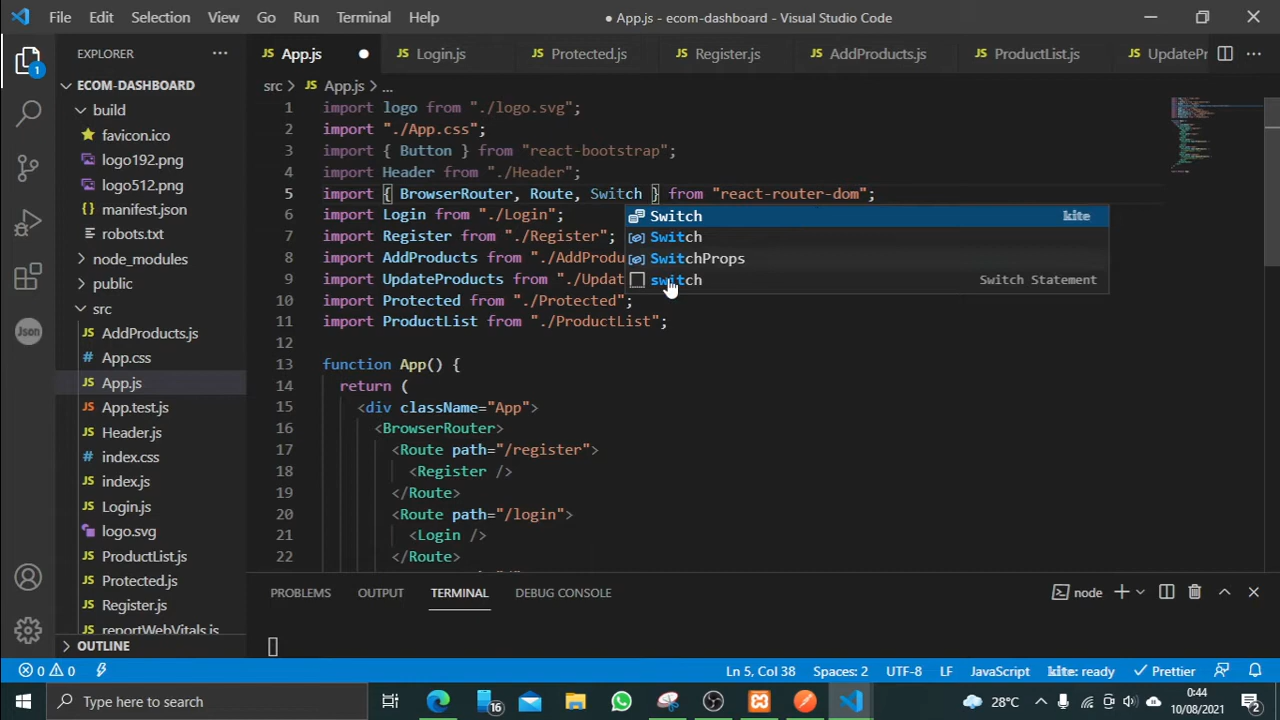 File Edit Selection View Go Run Terminal Help
● App.js - ecom-dashboard - Visual Studio Code
EXPLORER
App.js
Login.js
Protected.js
Register.js
AddProducts.js
ProductList.js
UpdatePr
1
ECOM-DASHBOARD
build
favicon.ico
logo192.png
logo512.png
manifest.json
robots.txt
node_modules
public
src
AddProducts.js
App.css
App.js
App.test.js
Header.js
index.css
index.js
Login.js
logo.svg
ProductList.js
Protected.js
Register.js
reportWebVitals.js
OUTLINE
Json
src > JS App.js > ...
1 import logo from "./logo.svg";
2 import "./App.css";
3 import { Button } from "react-bootstrap";
4 import Header from "./Header";
5 import { BrowserRouter, Route, Switch } from "react-router-dom";
6 import Login from "./Login";
7 import Register from "./Register";
8 import AddProducts from "./AddProdu
9 import UpdateProducts from "./Updat
10 import Protected from "./Protected";
11 import ProductList from "./ProductList";
12
13 function App() {
14 return (
15 <div className="App">
16 <BrowserRouter>
17 <Route path="/register">
18 <Register />
19 </Route>
20 <Route path="/login">
21 <Login />
22 </Route>
Switch kite
Switch
SwitchProps
switch Switch Statement
PROBLEMS OUTPUT TERMINAL DEBUG CONSOLE
node
0 0
Ln 5, Col 38 Spaces: 2 UTF-8 LF JavaScript kite: ready Prettier
Type here to search
16
28°C
0:44
10/08/2021
2